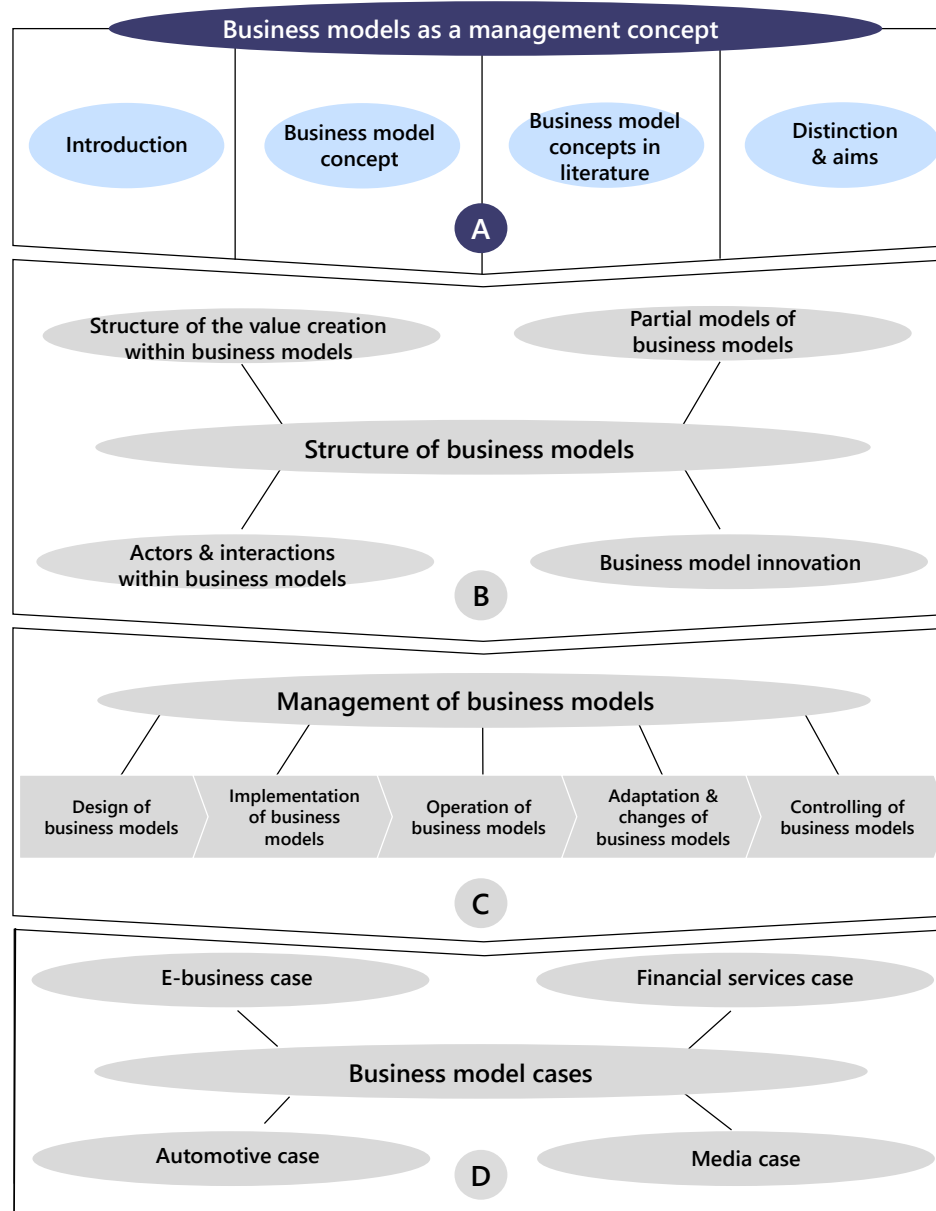 Business models as a management concept
Introduction
Business model
concept
Business model
concepts in
literature
Distinction
& aims
A
Structure of the value creation
within business models
Partial models of
business models
Structure of business models
Actors & interactions
within business models
Business model innovation
B
Management of business models
Design of
business models
Implementation
of business
models
Operation of
business models
Adaptation &
changes of
business models
Controlling of
business models
C
E-business case
Financial services case
Business model cases
Automotive case
Media case
D